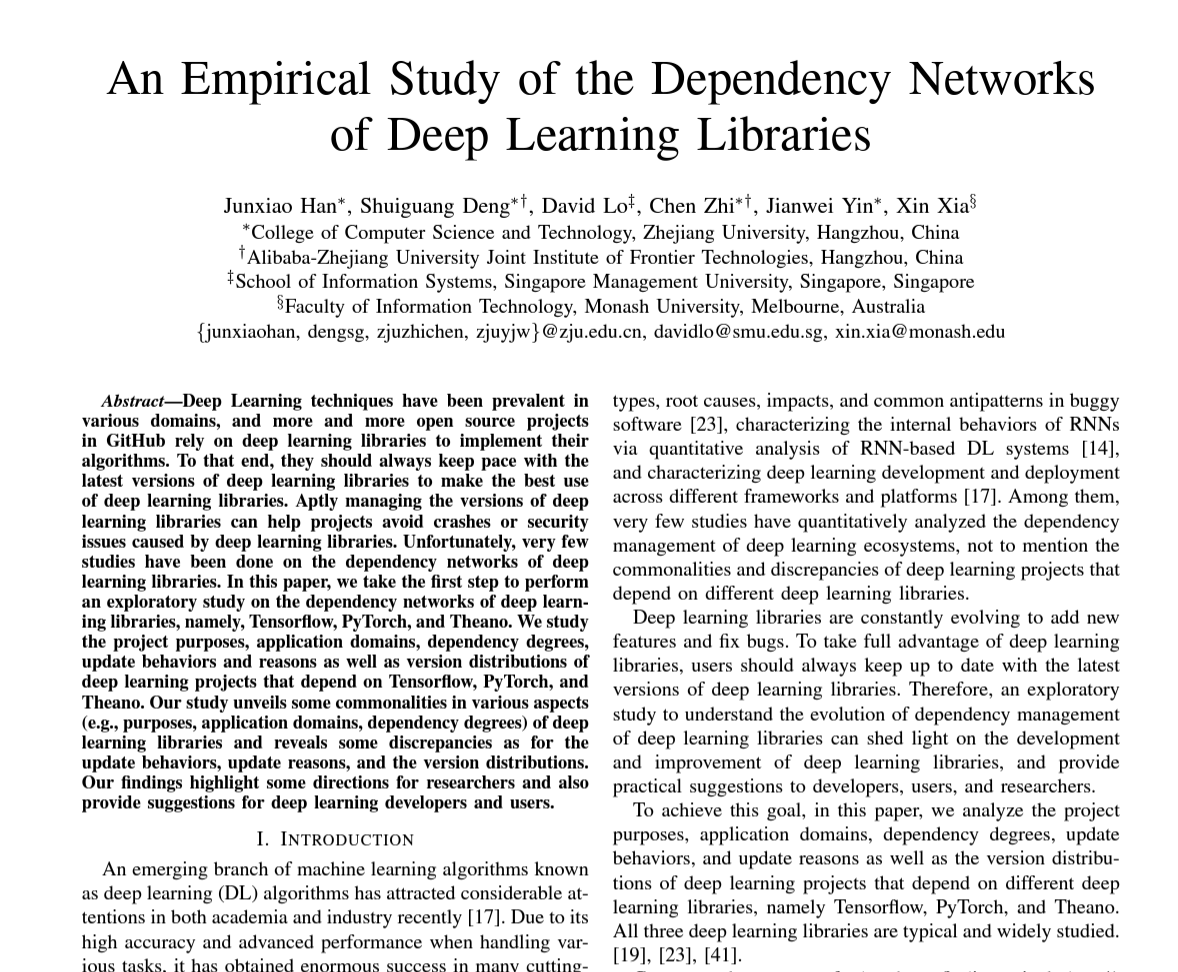 An Empirical Study of the Dependency Networks
of Deep Learning Libraries
Junxiao Han*, Shuiguang Deng*†, David Lo‡, Chen Zhi*†, Jianwei Yin*, Xin Xia§
*College of Computer Science and Technology, Zhejiang University, Hangzhou, China
†Alibaba-Zhejiang University Joint Institute of Frontier Technologies, Hangzhou, China
‡School of Information Systems, Singapore Management University, Singapore, Singapore
§Faculty of Information Technology, Monash University, Melbourne, Australia
{junxiaohan, dengsg, zjuzhichen, zjuyjw}@zju.edu.cn, davidlo@smu.edu.sg, xin.xia@monash.edu
Abstract—Deep Learning techniques have been prevalent in
various domains, and more and more open source projects
in GitHub rely on deep learning libraries to implement their
algorithms. To that end, they should always keep pace with the
latest versions of deep learning libraries to make the best use
of deep learning libraries. Aptly managing the versions of deep
learning libraries can help projects avoid crashes or security
issues caused by deep learning libraries. Unfortunately, very few
studies have been done on the dependency networks of deep
learning libraries. In this paper, we take the first step to perform
an exploratory study on the dependency networks of deep learn-
ing libraries, namely, Tensorflow, PyTorch, and Theano. We study
the project purposes, application domains, dependency degrees,
update behaviors and reasons as well as version distributions of
deep learning projects that depend on Tensorflow, PyTorch, and
Theano. Our study unveils some commonalities in various aspects
(e.g., purposes, application domains, dependency degrees) of deep
learning libraries and reveals some discrepancies as for the
update behaviors, update reasons, and the version distributions.
Our findings highlight some directions for researchers and also
provide suggestions for deep learning developers and users.
I. INTRODUCTION
An emerging branch of machine learning algorithms known
as deep learning (DL) algorithms has attracted considerable at-
tentions in both academia and industry recently [17]. Due to its
high accuracy and advanced performance when handling var-
ious tasks, it has obtained enormous success in many cutting-
types, root causes, impacts, and common antipatterns in buggy
software [23], characterizing the internal behaviors of RNNs
via quantitative analysis of RNN-based DL systems [14],
and characterizing deep learning development and deployment
across different frameworks and platforms [17]. Among them,
very few studies have quantitatively analyzed the dependency
management of deep learning ecosystems, not to mention the
commonalities and discrepancies of deep learning projects that
depend on different deep learning libraries.
Deep learning libraries are constantly evolving to add new
features and fix bugs. To take full advantage of deep learning
libraries, users should always keep up to date with the latest
versions of deep learning libraries. Therefore, an exploratory
study to understand the evolution of dependency management
of deep learning libraries can shed light on the development
and improvement of deep learning libraries, and provide
practical suggestions to developers, users, and researchers.
To achieve this goal, in this paper, we analyze the project
purposes, application domains, dependency degrees, update
behaviors, and update reasons as well as the version distribu-
tions of deep learning projects that depend on different deep
learning libraries, namely Tensorflow, PyTorch, and Theano.
All three deep learning libraries are typical and widely studied.
[19], [23], [41].